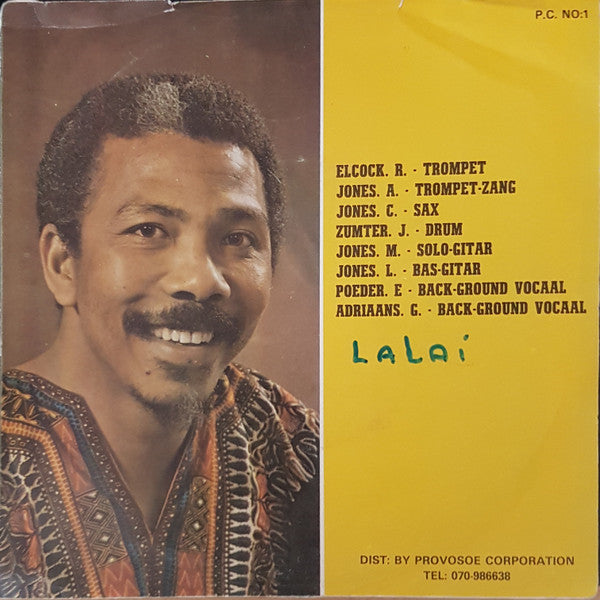 P.C. NO:1
ELCOCK. R. - TROMPET
JONES. A. - TROMPET-ZANG
JONES. C. - SAX
ZUMTER. J. - DRUM
JONES. M. - SOLO-GITAR
JONES. L. - BAS-GITAR
POEDER. E - BACK-GROUND VOCAAL
ADRIAANS. G. - BACK-GROUND VOCAAL
LaLai
DIST: BY PROVOSOE CORPORATION
TEL: 070-986638